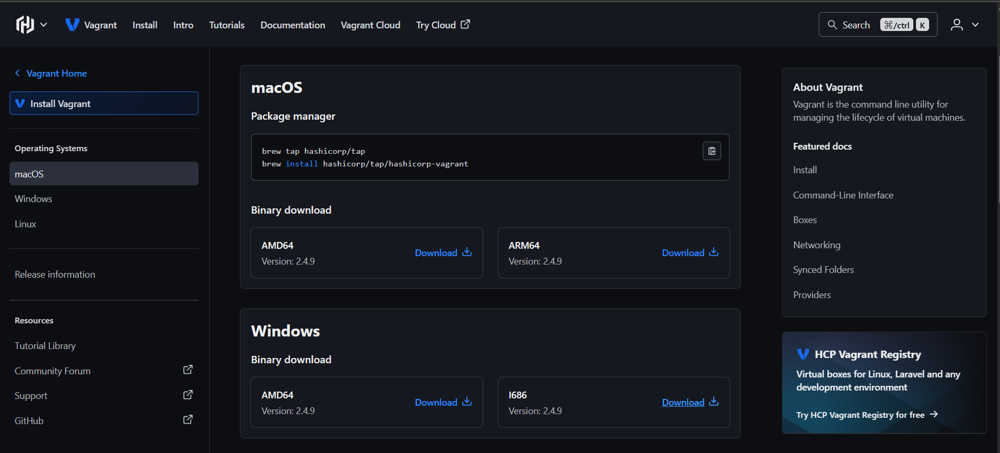 Vagrant Install Intro Tutorials Documentation Vagrant Cloud Try Cloud Search ⌘/ctrl K
Vagrant Home
Install Vagrant
Operating Systems
macOS
Windows
Linux
Release information
Resources
Tutorial Library
Community Forum
Support
GitHub
macOS
Package manager
brew tap hashicorp/tap
brew install hashicorp/tap/hashicorp-vagrant
Binary download
AMD64
Version: 2.4.9
Download
ARM64
Version: 2.4.9
Download
Windows
Binary download
AMD64
Version: 2.4.9
Download
I686
Version: 2.4.9
Download
About Vagrant
Vagrant is the command line utility for
managing the lifecycle of virtual machines.
Featured docs
Install
Command-Line Interface
Boxes
Networking
Synced Folders
Providers
HCP Vagrant Registry
Virtual boxes for Linux, Laravel and any
development environment
Try HCP Vagrant Registry for free →